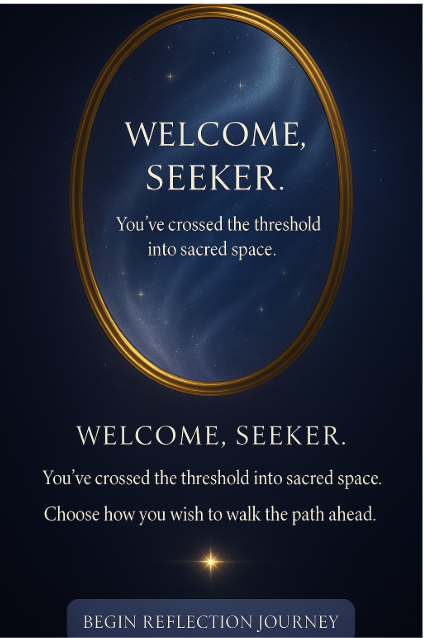 WELCOME,
SEEKER.
You've crossed the threshold
into sacred space.
WELCOME, SEEKER.
You've crossed the threshold into sacred space.
Choose how you wish to walk the path ahead.
BEGIN REFLECTION JOURNEY